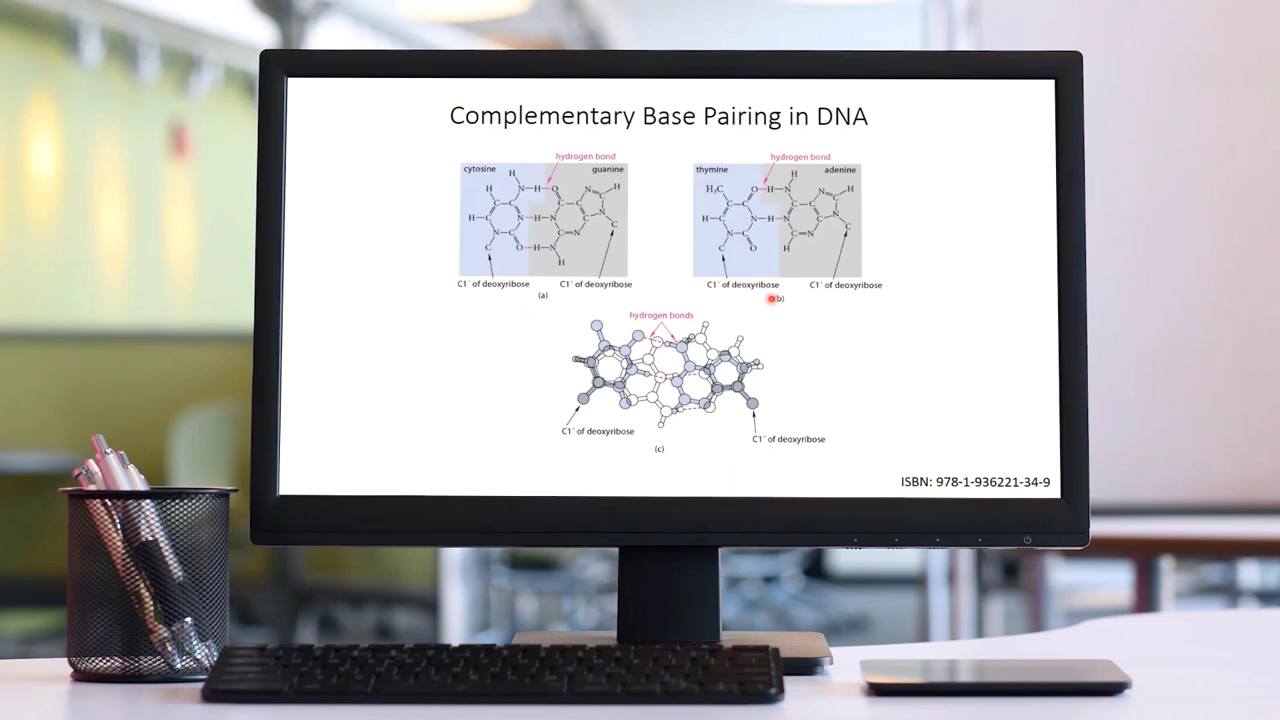 Complementary Base Pairing in DNA
hydrogen bond
cytosine
guanine
H
H
N
H
O
N
H
H
N
H
N
N
N
N
C
C
O
H
N
H
C1´ of deoxyribose
C1´ of deoxyribose
(a)
hydrogen bond
thymine
adenine
H
H₃C
O
H
N
N
H
H
N
H
N
N
N
N
C
C
O
H
C1´ of deoxyribose
C1´ of deoxyribose
b)
hydrogen bonds
C1´ of deoxyribose
C1´ of deoxyribose
(c)
ISBN: 978-1-936221-34-9